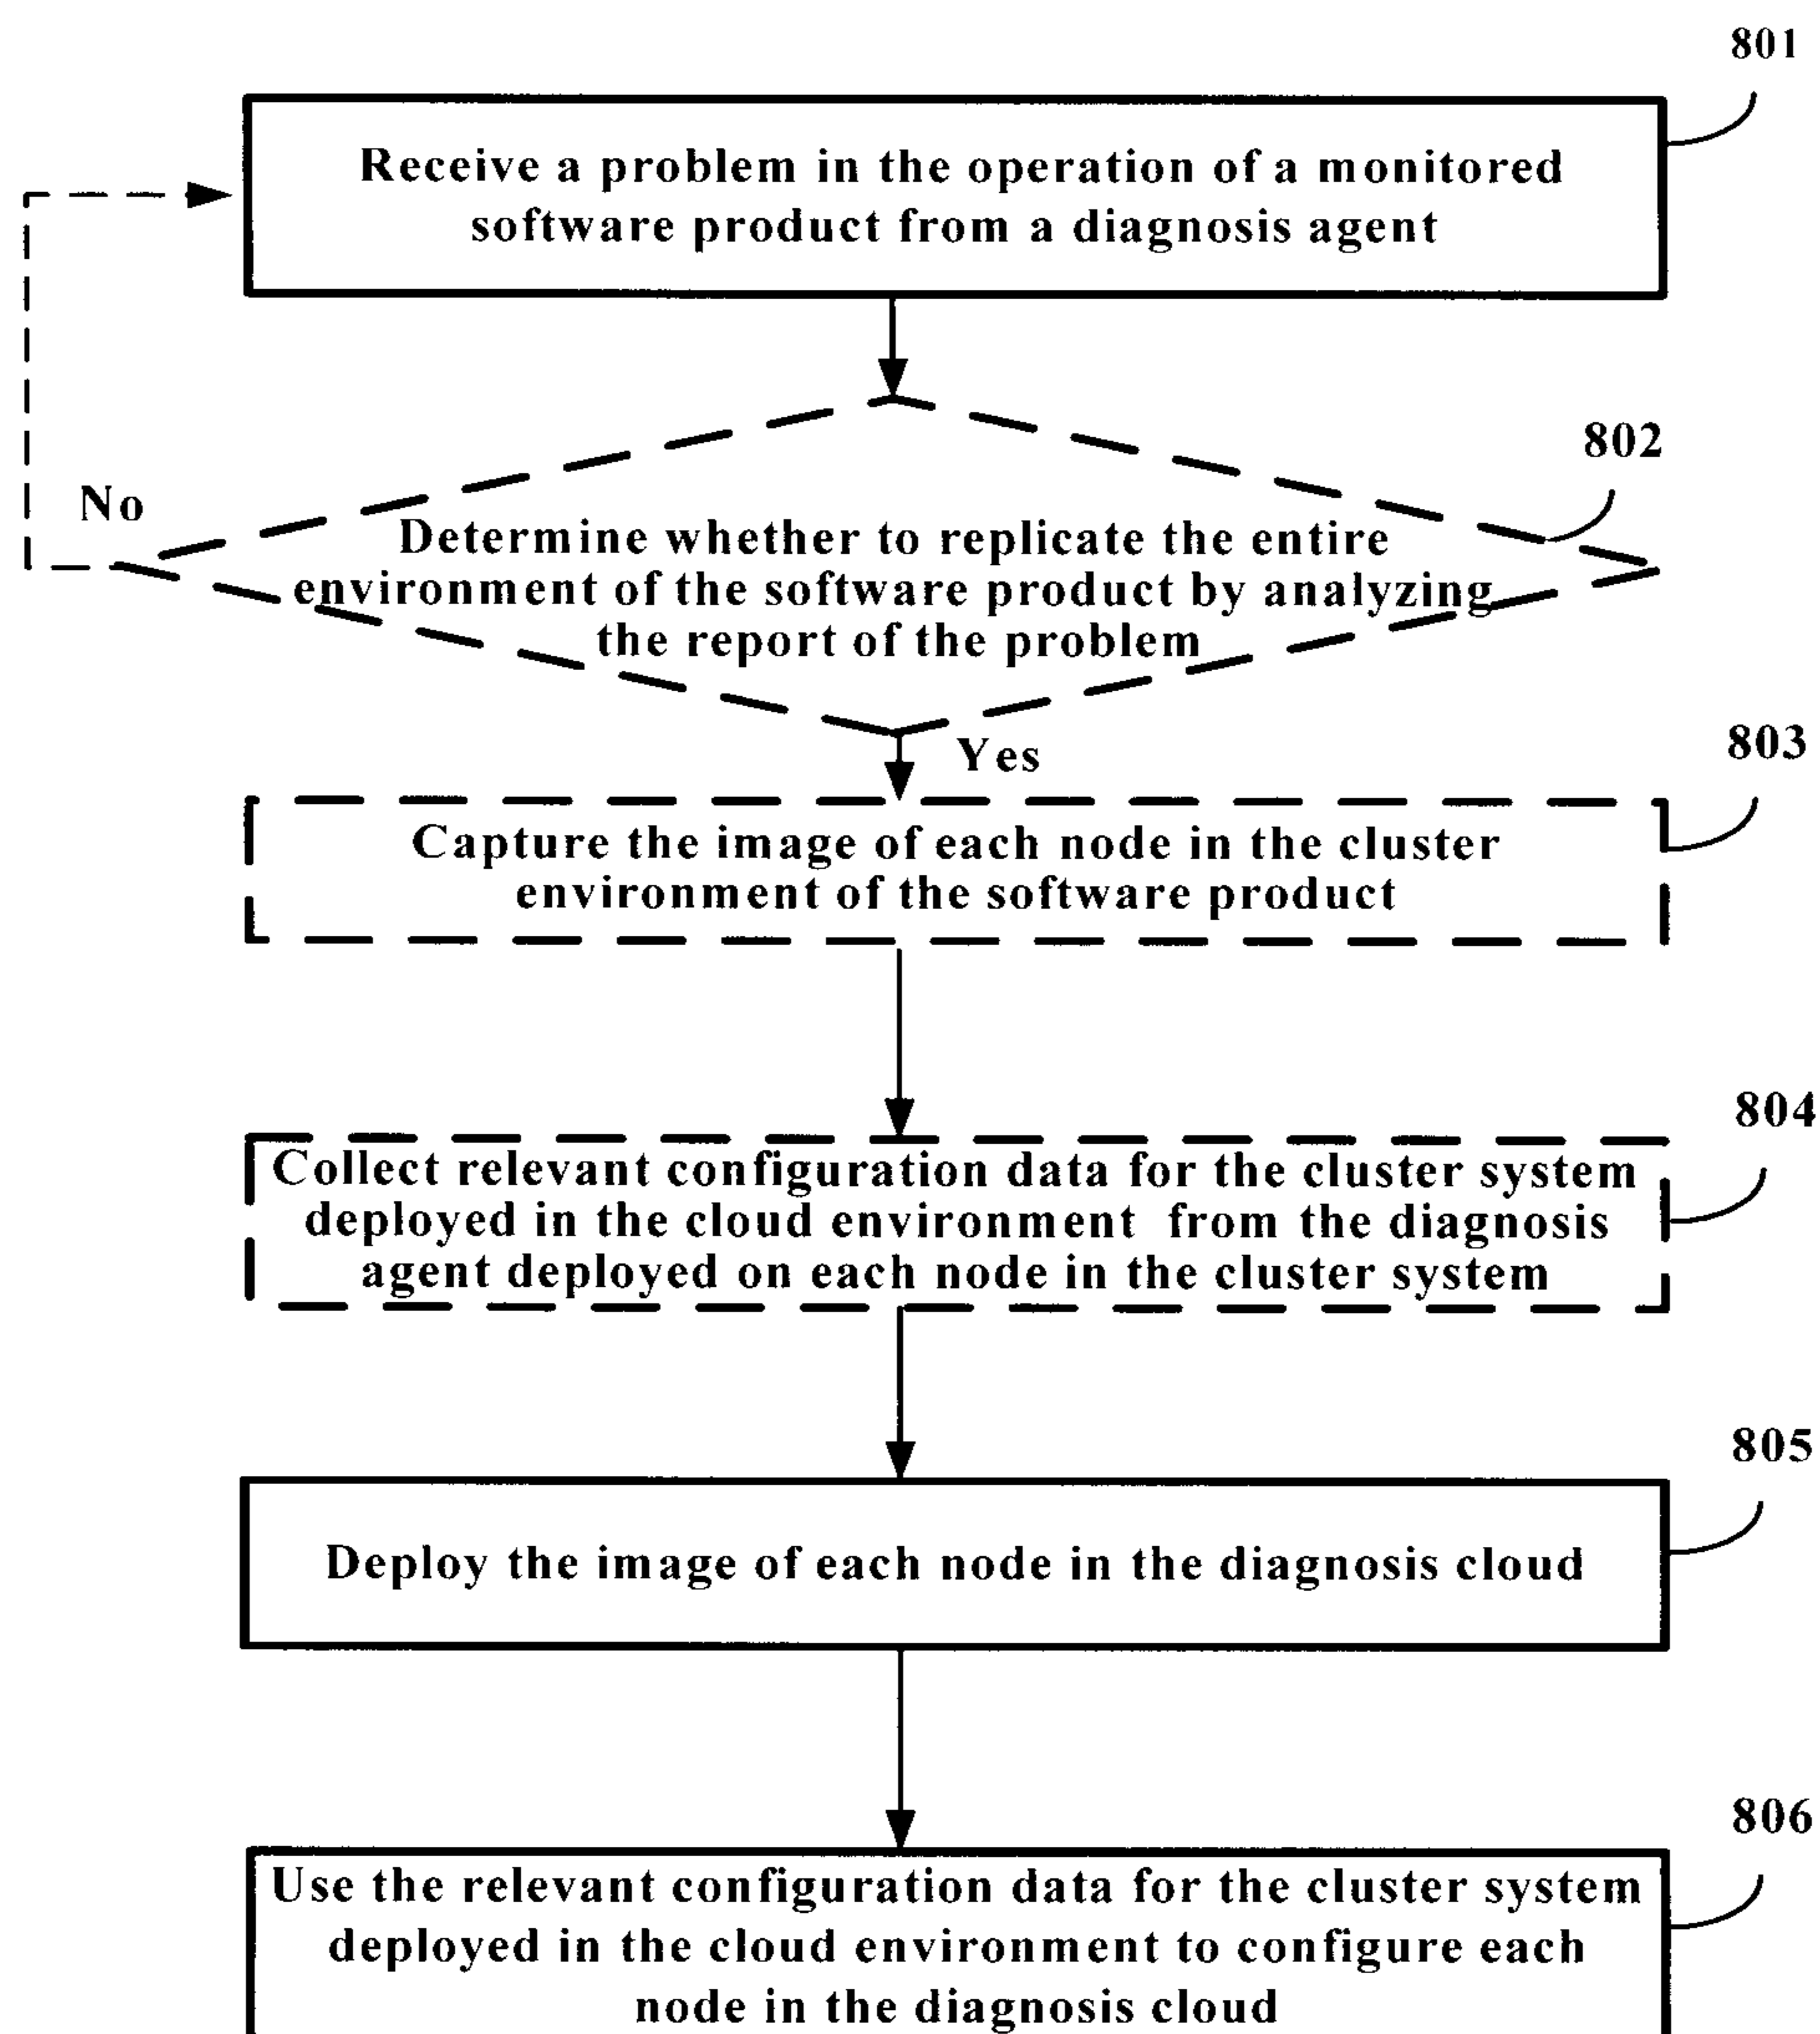 801
Receive a problem in the operation of a monitored
software product from a diagnosis agent
802
No
Determine whether to replicate the entire
environment of the software product by analyzing
the report of the problem
Yes
803
Capture the image of each node in the cluster
environment of the software product
804
Collect relevant configuration data for the cluster system
deployed in the cloud environment from the diagnosis
agent deployed on each node in the cluster system
805
Deploy the image of each node in the diagnosis cloud
806
Use the relevant configuration data for the cluster system
deployed in the cloud environment to configure each
node in the diagnosis cloud